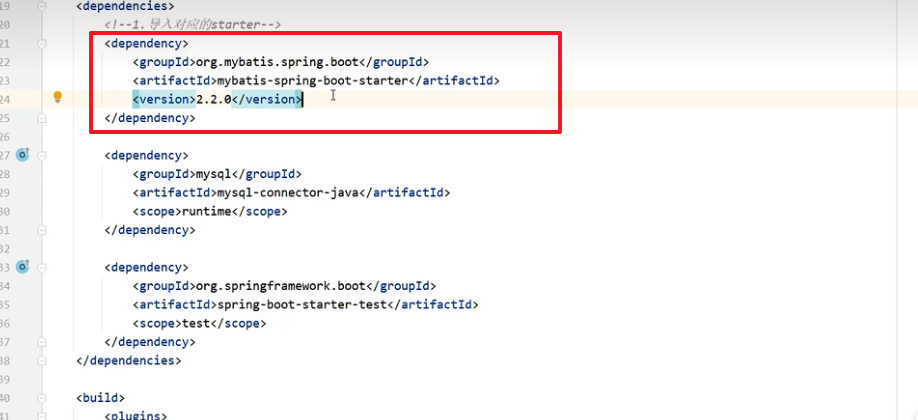 19 <dependencies>
20 <!--1. 导入对应的starter-->
21 <dependency>
22 <groupId>org.mybatis.spring.boot</groupId>
23 <artifactId>mybatis-spring-boot-starter</artifactId>
24 <version>2.2.0</version>
25 </dependency>
26
27 <dependency>
28 <groupId>mysql</groupId>
29 <artifactId>mysql-connector-java</artifactId>
30 <scope>runtime</scope>
31 </dependency>
32
33 <dependency>
34 <groupId>org.springframework.boot</groupId>
35 <artifactId>spring-boot-starter-test</artifactId>
36 <scope>test</scope>
37 </dependency>
38 </dependencies>
39
40 <build>
41 <plugins>